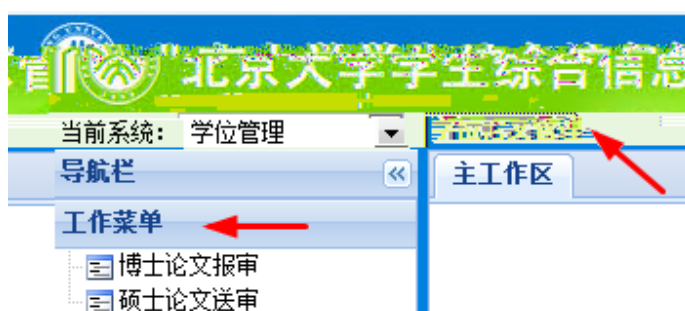 北京大学学生综合信息
当前系统： 学位管理
导航栏
主工作区
工作菜单
博士论文报审
硕士论文送审